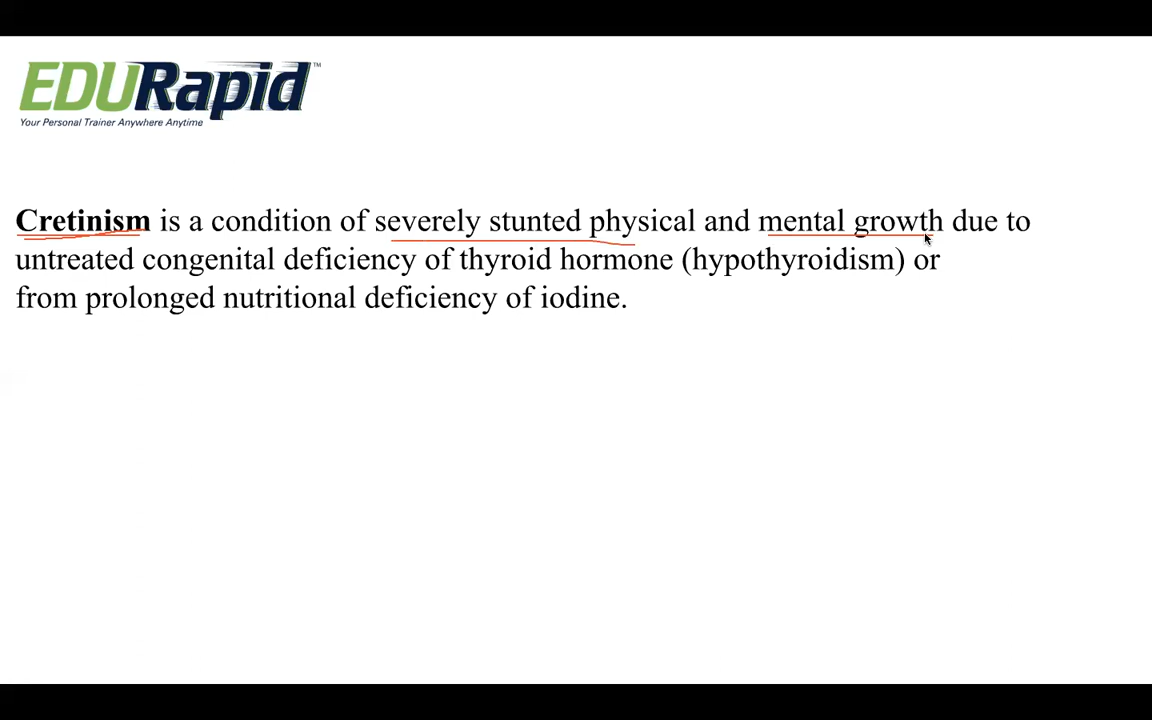 EDURapid™
Your Personal Trainer Anywhere Anytime
Cretinism is a condition of severely stunted physical and mental growth due to
untreated congenital deficiency of thyroid hormone (hypothyroidism) or
from prolonged nutritional deficiency of iodine.